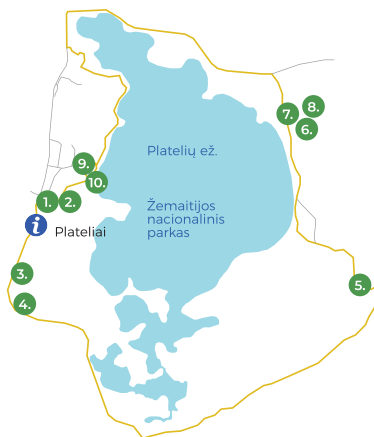 8.
7.
6.
Platelių ež.
9.
10.
1.
2.
Žemaitijos
nacionalinis
parkas
i
Plateliai
3.
5.
4.